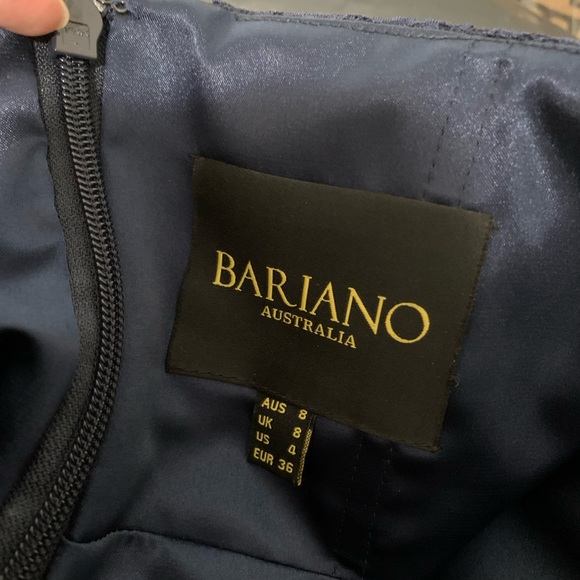 BARIANO
AUSTRALIA
AUS 8
UK 8
US 4
EUR 36